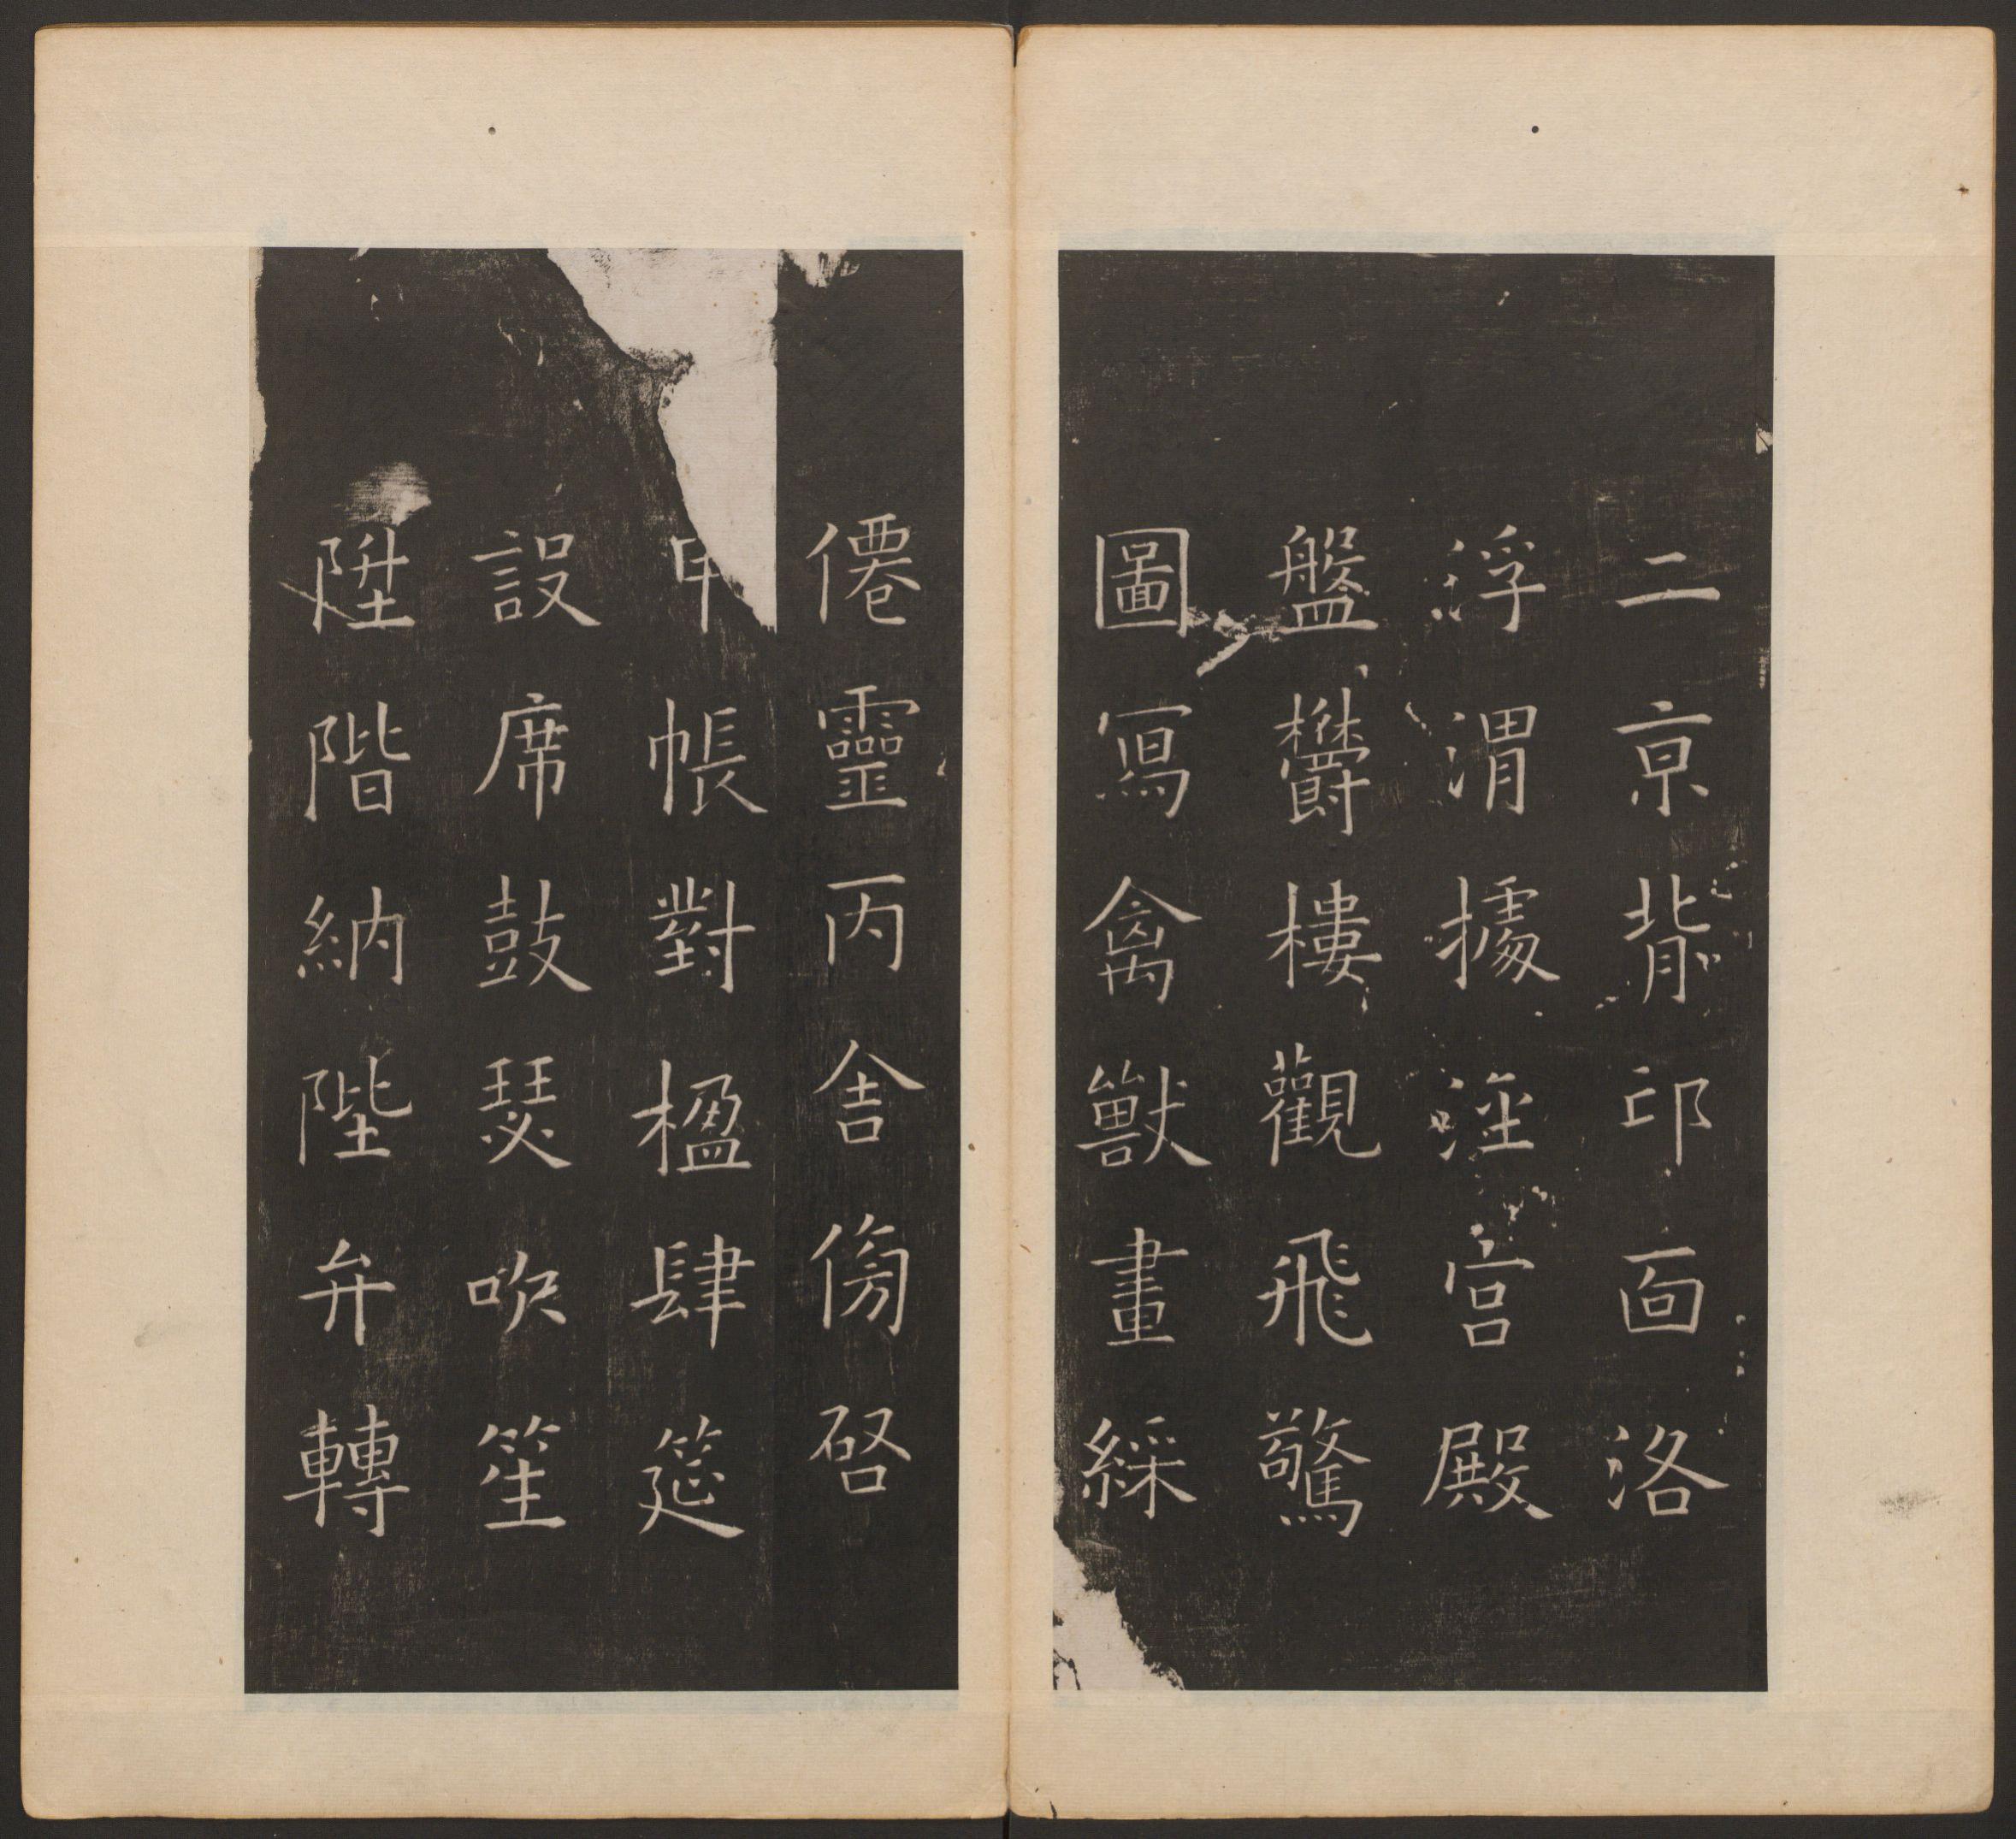 二京背邙面洛
浮渭據涇宮殿
盤欝樓觀飛驚
圖寫禽獸畫綵
僊靈丙舍傍啓
甲帳對楹肆筵
設席鼓瑟吹笙
陞階納陛弁轉